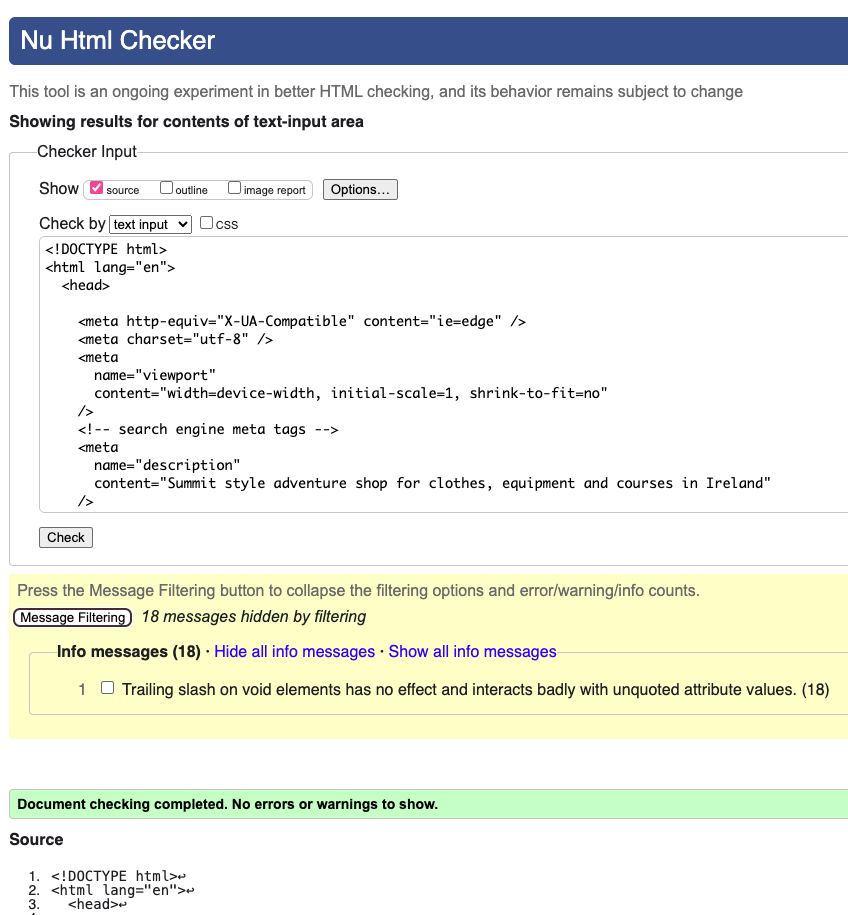 Nu Html Checker
This tool is an ongoing experiment in better HTML checking, and its behavior remains subject to change
Showing results for contents of text-input area
Checker Input
Show source outline image report Options...
Check by text input CSS
<!DOCTYPE html>
<html lang="en">
<head>
<meta http-equiv="X-UA-Compatible" content="ie=edge" />
<meta charset="utf-8" />
<meta
name="viewport"
content="width=device-width, initial-scale=1, shrink-to-fit=no"
/>
<!-- search engine meta tags -->
<meta
name="description"
content="Summit style adventure shop for clothes, equipment and courses in Ireland"
/>
Check
Press the Message Filtering button to collapse the filtering options and error/warning/info counts.
Message Filtering 18 messages hidden by filtering
Info messages (18) · Hide all info messages · Show all info messages
1 Trailing slash on void elements has no effect and interacts badly with unquoted attribute values. (18)
Document checking completed. No errors or warnings to show.
Source
1. <!DOCTYPE html>↩
2. <html lang="en">↩
3. <head>↩